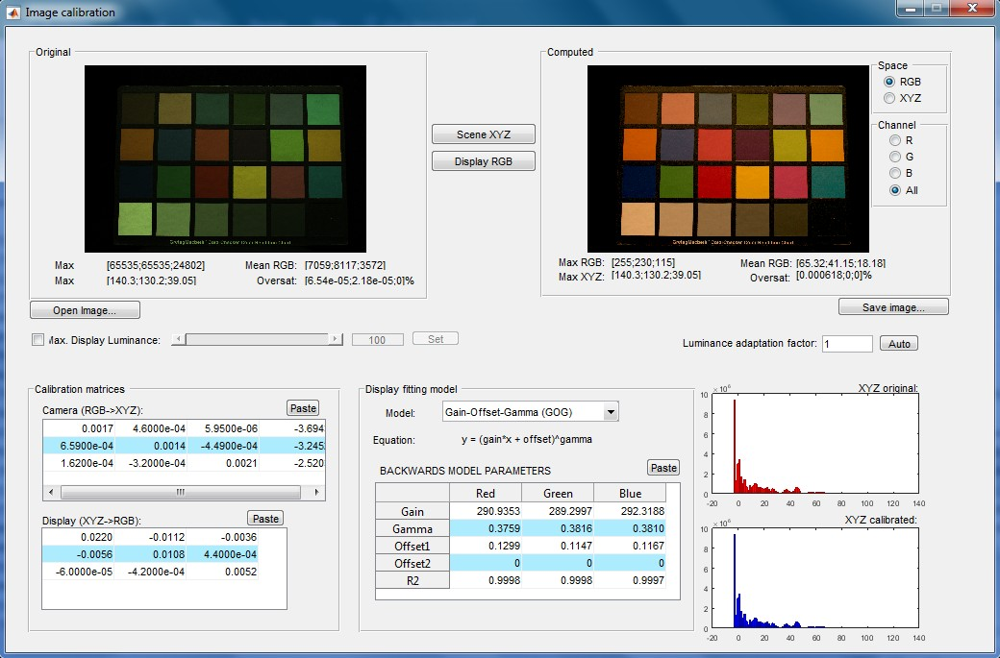 Image calibration
Original
Max [65535;65535;24802] Mean RGB: [7059;8117;3572]
Max [140.3;130.2;39.05] Oversat: [6.54e-05;2.18e-05;0]%
Open Image...
Scene XYZ
Display RGB
Computed
Max RGB: [255;230;115] Mean RGB: [65.32;41.15;18.18]
Max XYZ: [140.3;130.2;39.05] Oversat: [0.000618;0;0]%
Space
RGB
XYZ
Channel
R
G
B
All
Save image...
Max. Display Luminance: 100 Set
Luminance adaptation factor: 1 Auto
Calibration matrices
Camera (RGB->XYZ): Paste
0.0017 4.6000e-04 5.9500e-06 -3.694
6.5900e-04 0.0014 -4.4900e-04 -3.245
1.6200e-04 -3.2000e-04 0.0021 -2.520
Display (XYZ->RGB): Paste
0.0220 -0.0112 -0.0036
-0.0056 0.0108 4.4000e-04
-6.0000e-05 -4.2000e-04 0.0052
Display fitting model
Model: Gain-Offset-Gamma (GOG)
Equation: y = (gain*x + offset)^gamma
BACKWARDS MODEL PARAMETERS Paste
Red Green Blue
Gain 290.9353 289.2997 292.3188
Gamma 0.3759 0.3816 0.3810
Offset1 0.1299 0.1147 0.1167
Offset2 0 0 0
R2 0.9998 0.9998 0.9997
XYZ original:
x 10^6
10
8
6
4
2
0
-20 0 20 40 60 80 100 120 140
XYZ calibrated:
x 10^6
10
8
6
4
2
0
-20 0 20 40 60 80 100 120 140